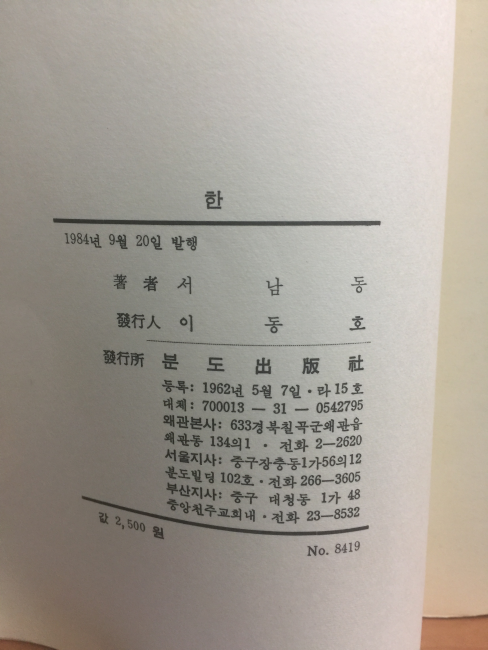 한
1984년 9월 20일 발행
著 者 서 남 동
發行人 이 동 호
發行所 분 도 出 版 社
등록: 1962년 5월 7일·라 15호
대체: 700013 — 31 — 0542795
왜관본사: 633경북칠곡군왜관읍
왜관동 134의1 · 전화 2—2620
서울지사: 중구장충동1가56의12
분도빌딩 102호·전화 266—3605
부산지사: 중구 대청동 1가 48
중앙천주교회내·전화 23—8532
값 2,500 원
No. 8419